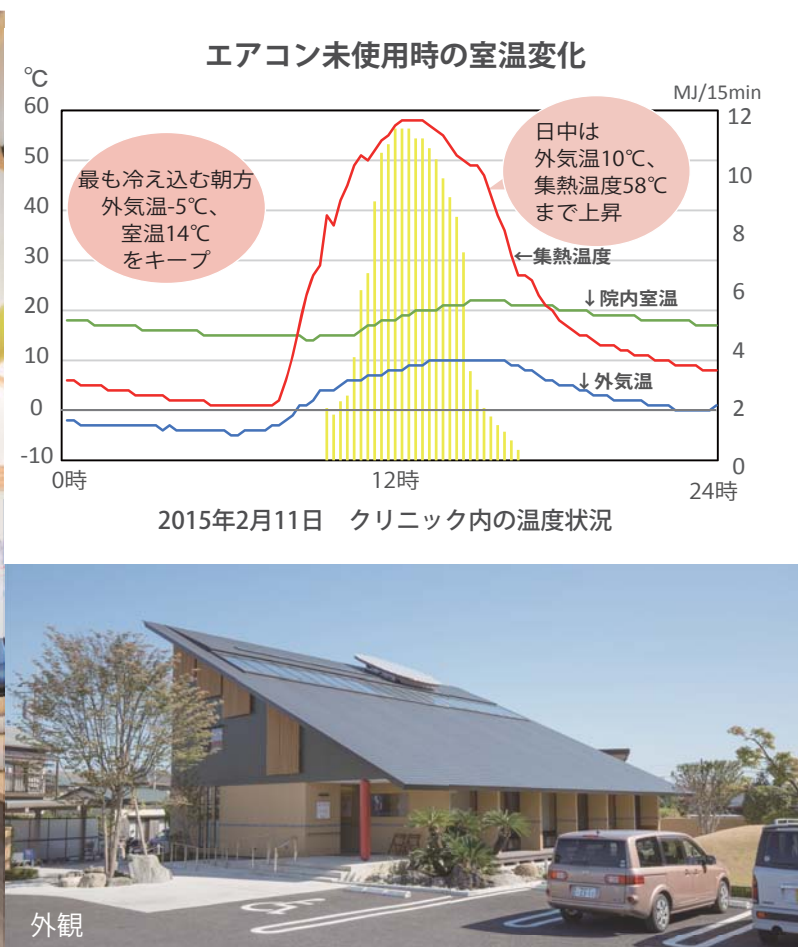 エアコン未使用時の室温変化
℃
MJ/15min
60
50
40
30
20
10
0
-10
12
10
8
6
4
2
0
最も冷え込む朝方
外気温-5℃、
室温14℃
をキープ
日中は
外気温10℃、
集熱温度58℃
まで上昇
←集熱温度
↓院内室温
↓外気温
0時
12時
24時
2015年2月11日　クリニック内の温度状況
外観